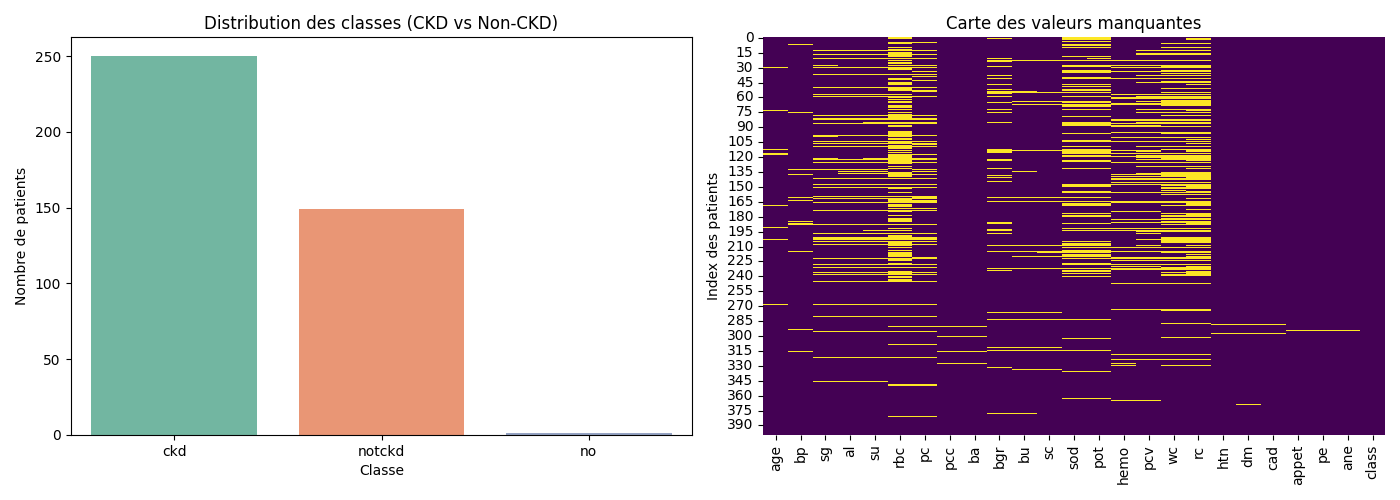 Distribution des classes (CKD vs Non-CKD)
Nombre de patients
250
200
150
100
50
0
ckd
notckd
no
Classe
Carte des valeurs manquantes
Index des patients
0
15
30
45
60
75
90
105
120
135
150
165
180
195
210
225
240
255
270
285
300
315
330
345
360
375
390
age
bp
sg
al
su
rbc
pc
pcc
ba
bgr
bu
sc
sod
pot
hemo
pcv
wc
rc
htn
dm
cad
appet
pe
ane
class